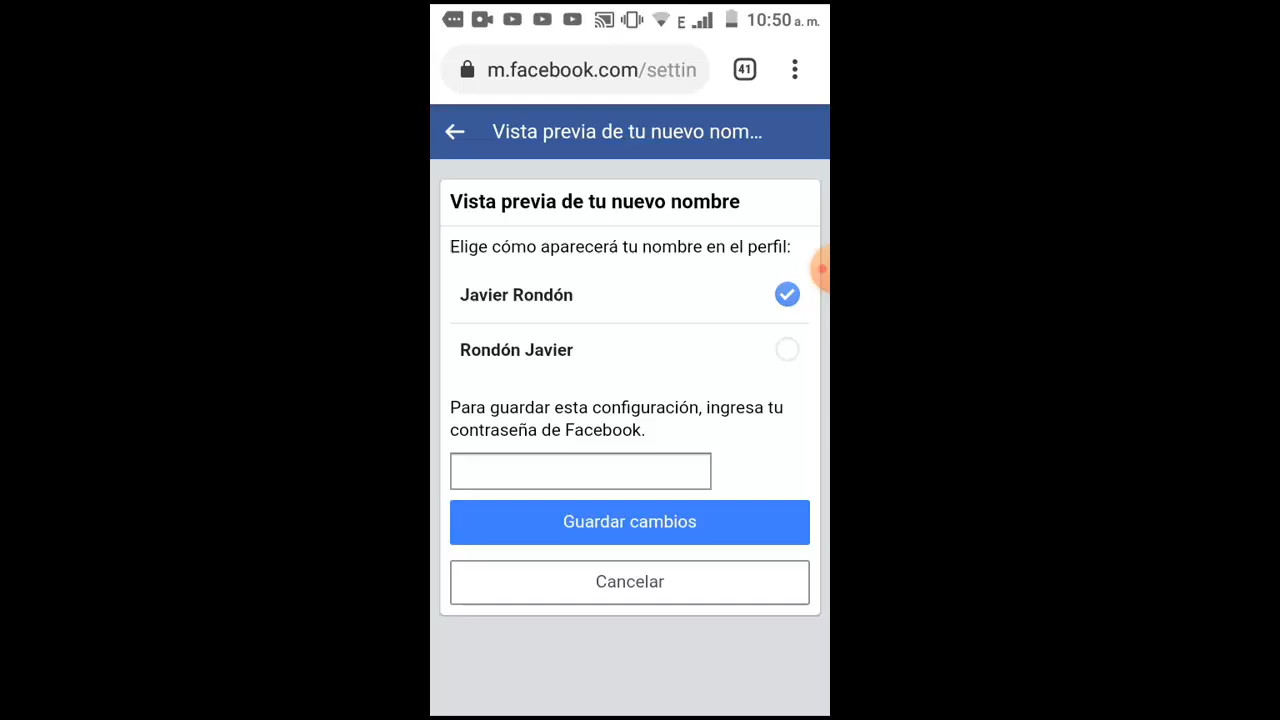 E 10:50 a. m.
m.facebook.com/settin 41
Vista previa de tu nuevo nom...
Vista previa de tu nuevo nombre
Elige cómo aparecerá tu nombre en el perfil:
Javier Rondón
Rondón Javier
Para guardar esta configuración, ingresa tu
contraseña de Facebook.
Guardar cambios
Cancelar